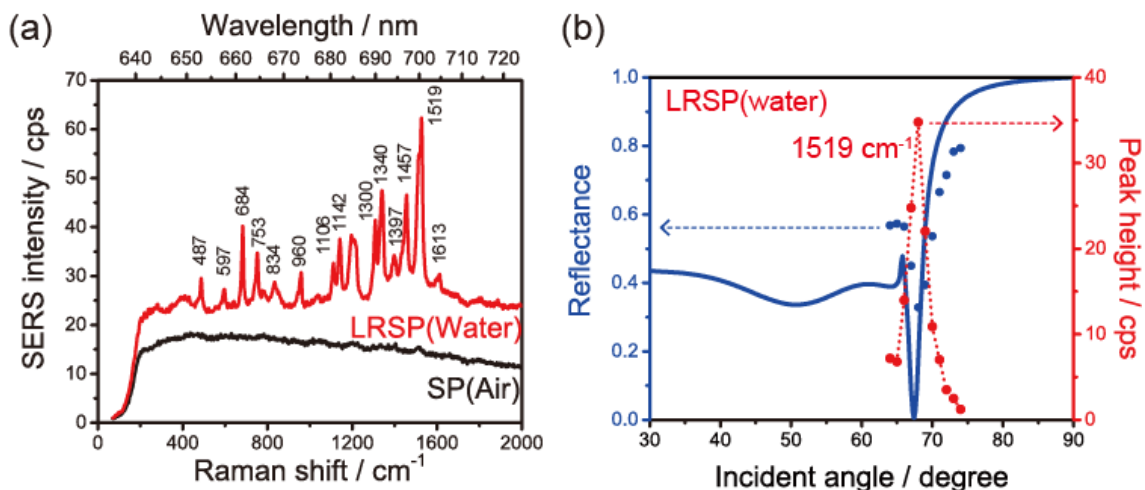 (a)
Wavelength / nm
640 650 660 670 680 690 700 710 720
SERS intensity / cps
70
60
50
40
30
20
10
0
487
597
684
753
834
960
1106
1142
1300
1340
1397
1457
1519
1613
LRSP(Water)
SP(Air)
0 400 800 1200 1600 2000
Raman shift / cm⁻¹
(b)
Reflectance
1.0
0.8
0.6
0.4
0.2
0.0
LRSP(water)
1519 cm⁻¹
40
30
20
10
0
Peak height / cps
30 40 50 60 70 80 90
Incident angle / degree